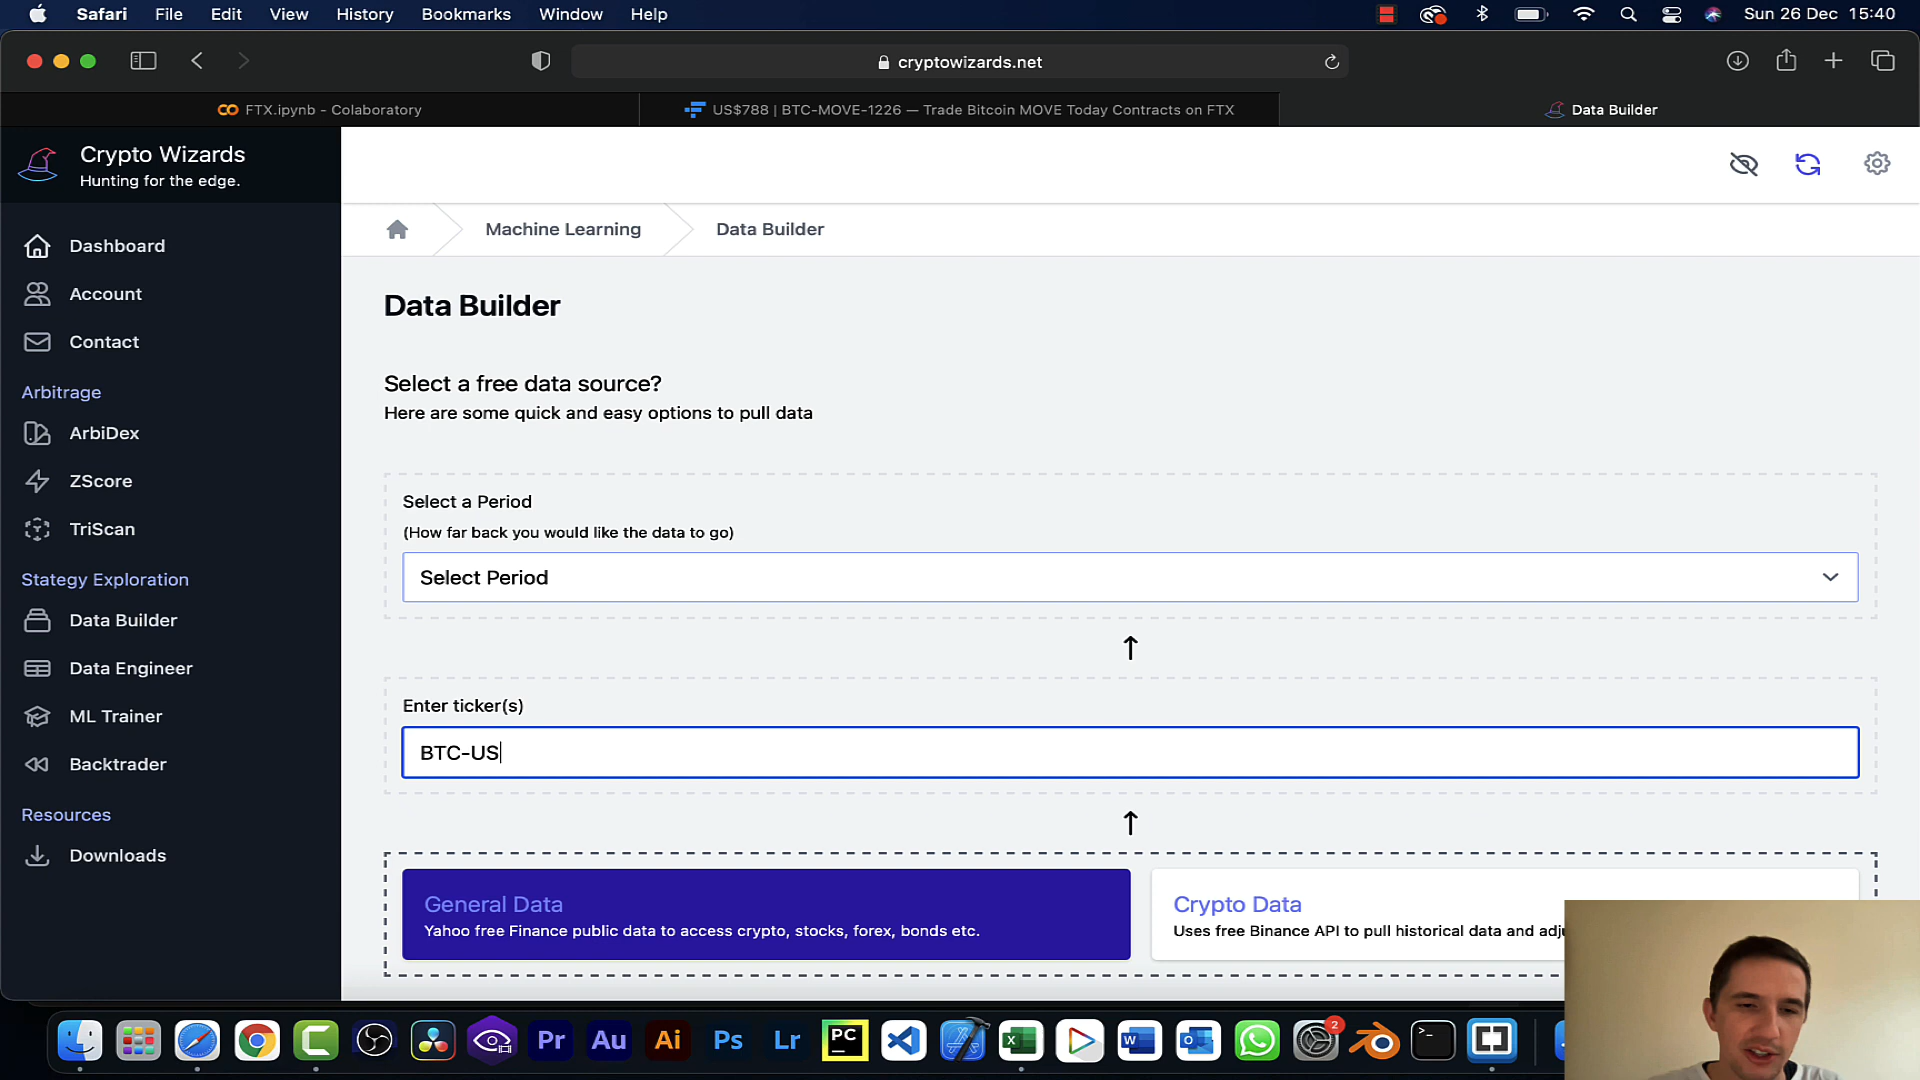 Safari File Edit View History Bookmarks Window Help Sun 26 Dec 15:40
cryptowizards.net
FTX.ipynb - Colaboratory
US$788 | BTC-MOVE-1226 — Trade Bitcoin MOVE Today Contracts on FTX
Data Builder
Crypto Wizards
Hunting for the edge.
Dashboard
Account
Contact
Arbitrage
ArbiDex
ZScore
TriScan
Stategy Exploration
Data Builder
Data Engineer
ML Trainer
Backtrader
Resources
Downloads
Machine Learning
Data Builder
Data Builder
Select a free data source?
Here are some quick and easy options to pull data
Select a Period
(How far back you would like the data to go)
Select Period
Enter ticker(s)
BTC-US
General Data
Yahoo free Finance public data to access crypto, stocks, forex, bonds etc.
Crypto Data
Uses free Binance API to pull historical data and
Pr Au Ai Ps Lr PC
2